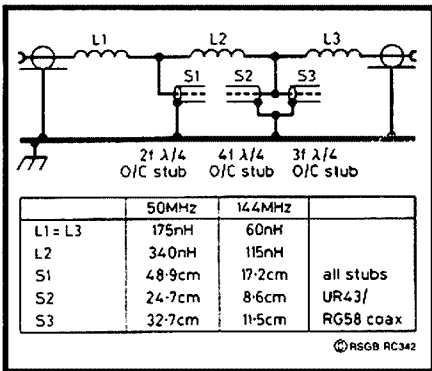 L1 L2 L3
S1 S2 S3
2f λ/4 4f λ/4 3f λ/4
O/C stub O/C stub O/C stub
50MHz 144MHz
L1 = L3 175nH 60nH
L2 340nH 115nH
S1 48·9cm 17·2cm all stubs
S2 24·7cm 8·6cm UR43/
S3 32·7cm 11·5cm RG58 coax
© RSGB RC342